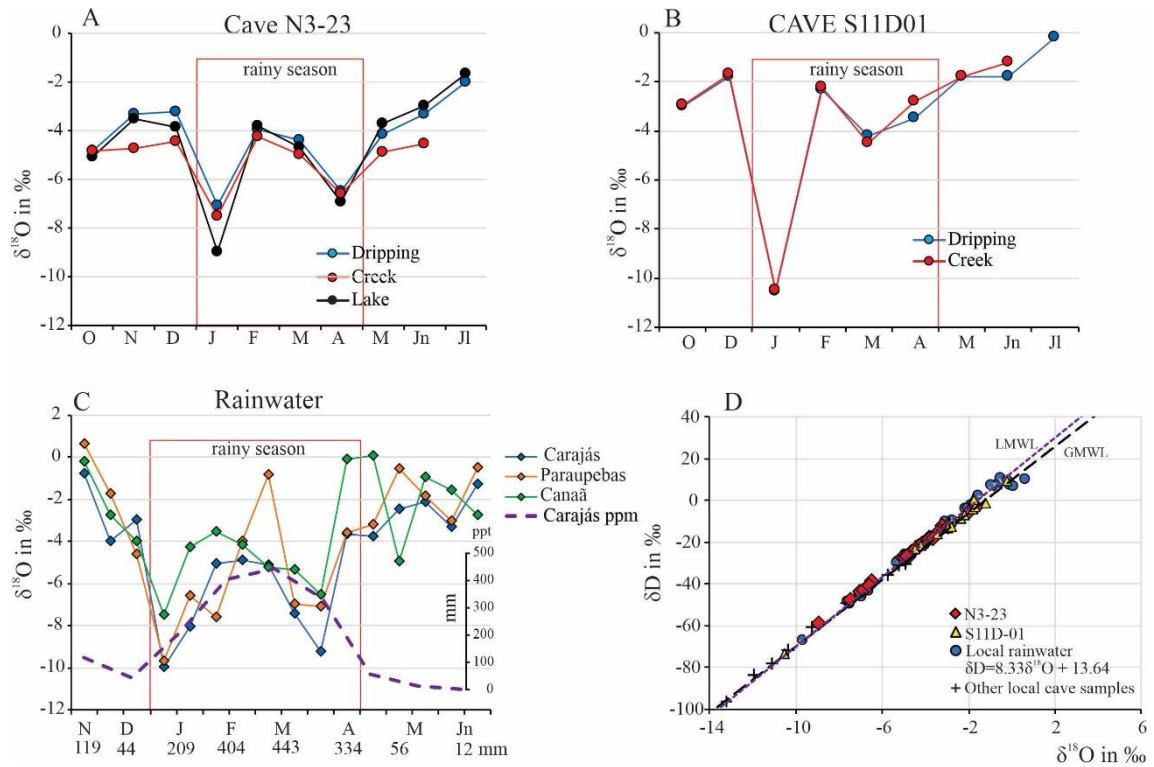 A
Cave N3-23
0
-2
-4
-6
-8
-10
-12
δ¹⁸O in ‰
rainy season
Dripping
Creek
Lake
O N D J F M A M Jn Jl
B
CAVE S11D01
0
-2
-4
-6
-8
-10
-12
δ¹⁸O in ‰
rainy season
Dripping
Creek
O D J F M A M Jn Jl
C
Rainwater
2
0
-2
-4
-6
-8
-10
-12
δ¹⁸O in ‰
rainy season
Carajás
Paraupebas
Canaã
Carajás ppm
ppt
500
400
300
200
100
0
mm
N D J F M A M Jn
119 44 209 404 443 334 56 12 mm
D
40
20
0
-20
-40
-60
-80
-100
δD in ‰
LMWL
GMWL
N3-23
S11D-01
Local rainwater
δD=8.33δ¹⁸O + 13.64
Other local cave samples
-14 -10 -6 -2 2 6
δ¹⁸O in ‰